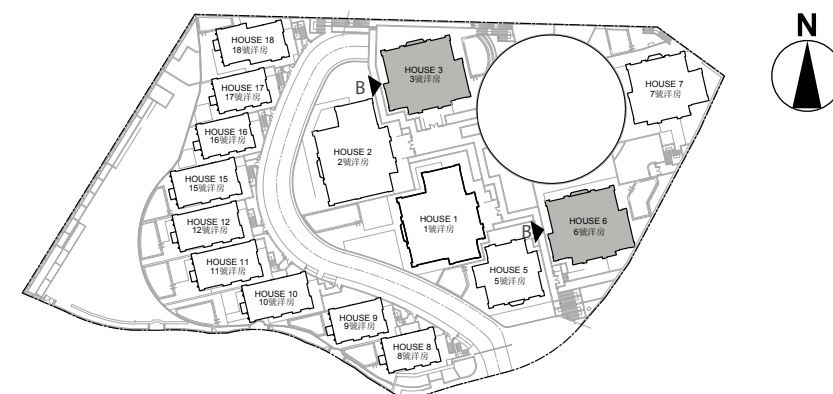 HOUSE 18
18號洋房
N
HOUSE 3
3號洋房
HOUSE 17
17號洋房
HOUSE 7
7號洋房
B
HOUSE 16
16號洋房
HOUSE 2
2號洋房
HOUSE 15
15號洋房
HOUSE 1
1號洋房
HOUSE 6
6號洋房
HOUSE 12
12號洋房
B
HOUSE 11
11號洋房
HOUSE 5
5號洋房
HOUSE 10
10號洋房
HOUSE 9
9號洋房
HOUSE 8
8號洋房